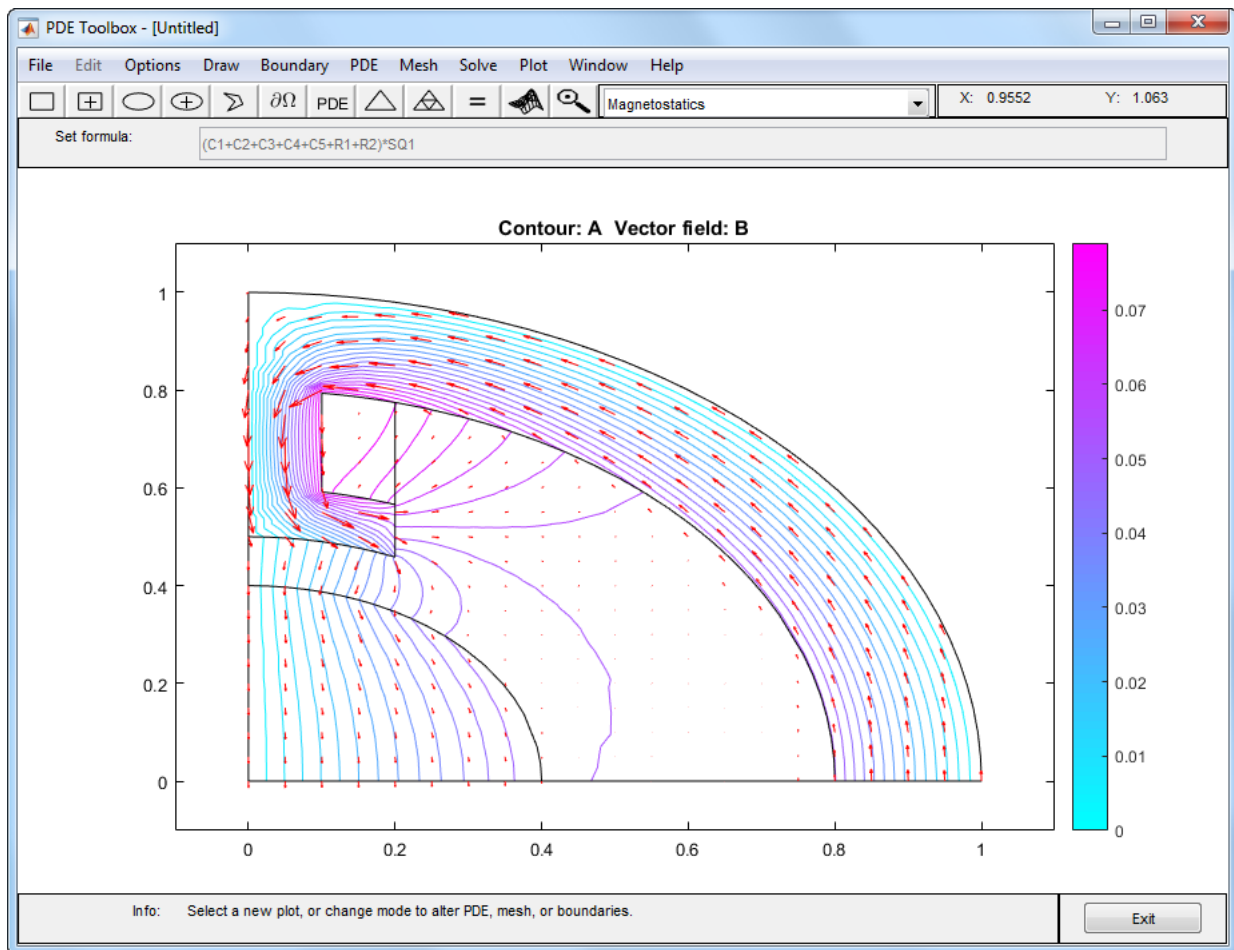 PDE Toolbox - [Untitled]
File Edit Options Draw Boundary PDE Mesh Solve Plot Window Help
∂Ω PDE = Magnetostatics X: 0.9552 Y: 1.063
Set formula: (C1+C2+C3+C4+C5+R1+R2)*SQ1
Contour: A Vector field: B
1
0.8
0.6
0.4
0.2
0
0 0.2 0.4 0.6 0.8 1
0.07
0.06
0.05
0.04
0.03
0.02
0.01
0
Info: Select a new plot, or change mode to alter PDE, mesh, or boundaries.
Exit